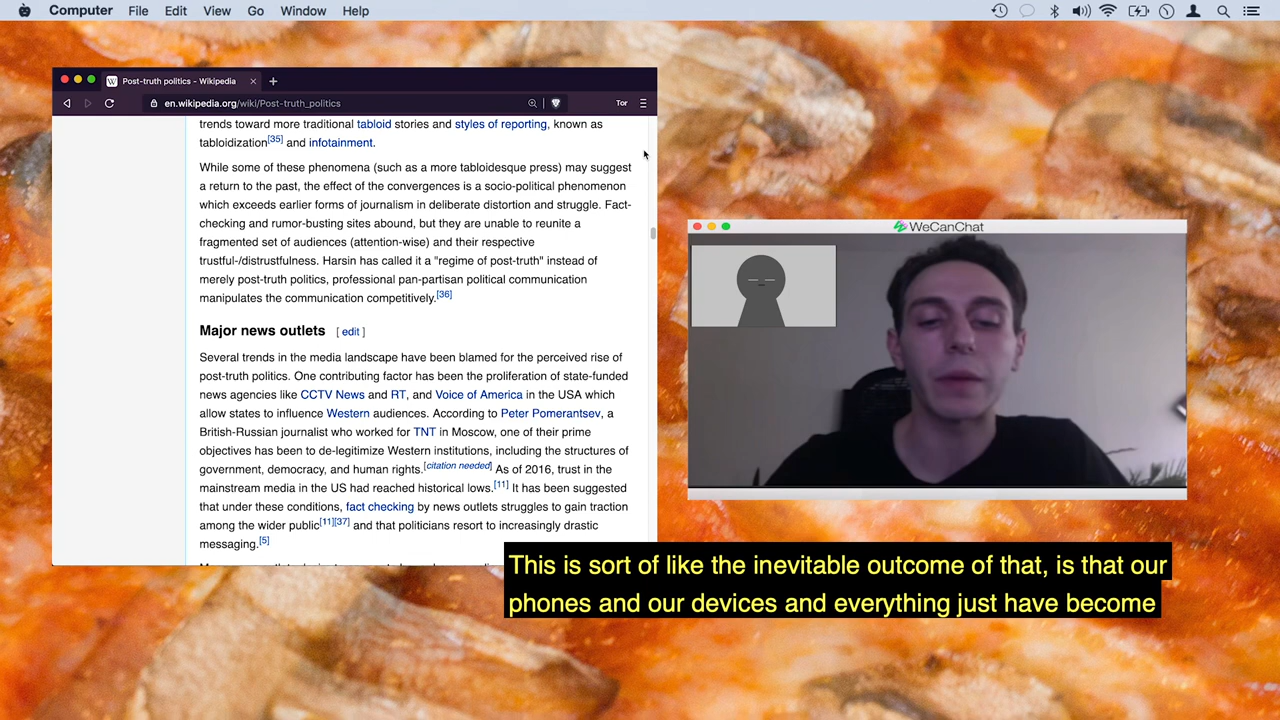 Computer File Edit View Go Window Help
Post-truth politics - Wikipedia
en.wikipedia.org/wiki/Post-truth_politics
Tor
trends toward more traditional tabloid stories and styles of reporting, known as
tabloidization[35] and infotainment.
While some of these phenomena (such as a more tabloidesque press) may suggest
a return to the past, the effect of the convergences is a socio-political phenomenon
which exceeds earlier forms of journalism in deliberate distortion and struggle. Fact-
checking and rumor-busting sites abound, but they are unable to reunite a
fragmented set of audiences (attention-wise) and their respective
trustful-/distrustfulness. Harsin has called it a "regime of post-truth" instead of
merely post-truth politics, professional pan-partisan political communication
manipulates the communication competitively.[36]
Major news outlets [ edit ]
Several trends in the media landscape have been blamed for the perceived rise of
post-truth politics. One contributing factor has been the proliferation of state-funded
news agencies like CCTV News and RT, and Voice of America in the USA which
allow states to influence Western audiences. According to Peter Pomerantsev, a
British-Russian journalist who worked for TNT in Moscow, one of their prime
objectives has been to de-legitimize Western institutions, including the structures of
government, democracy, and human rights.[citation needed] As of 2016, trust in the
mainstream media in the US had reached historical lows.[11] It has been suggested
that under these conditions, fact checking by news outlets struggles to gain traction
among the wider public[11][37] and that politicians resort to increasingly drastic
messaging.[5]
WeCanChat
This is sort of like the inevitable outcome of that, is that our
phones and our devices and everything just have become